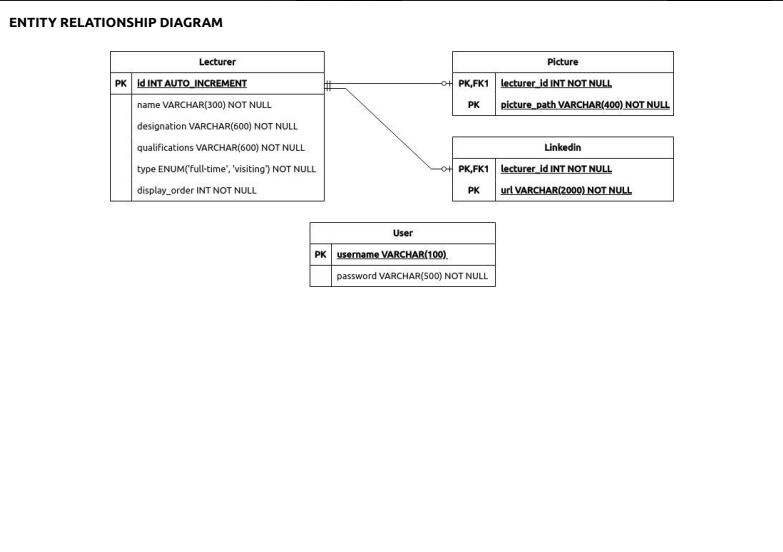 ENTITY RELATIONSHIP DIAGRAM
Lecturer
PK id INT AUTO_INCREMENT
name VARCHAR(300) NOT NULL
designation VARCHAR(600) NOT NULL
qualifications VARCHAR(600) NOT NULL
type ENUM('full-time', 'visiting') NOT NULL
display_order INT NOT NULL
Picture
PK,FK1 lecturer_id INT NOT NULL
PK picture_path VARCHAR(400) NOT NULL
Linkedin
PK,FK1 lecturer_id INT NOT NULL
PK url VARCHAR(2000) NOT NULL
User
PK username VARCHAR(100)
password VARCHAR(500) NOT NULL